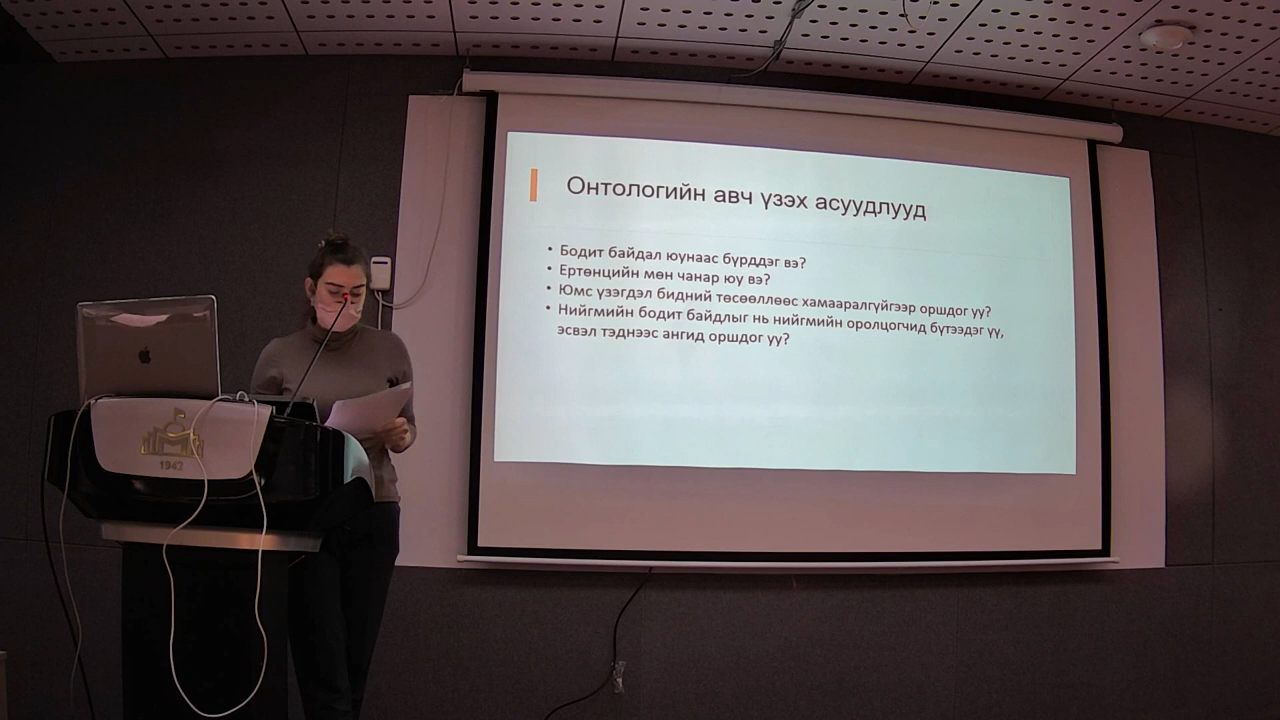 Онтологийн авч үзэх асуудлууд
• Бодит байдал юунаас бүрддэг вэ?
• Ертөнцийн мөн чанар юу вэ?
• Юмс үзэгдэл бидний төсөөллөөс хамааралгүйгээр оршдог уу?
• Нийгмийн бодит байдлыг нь нийгмийн оролцогчид бүтээдэг үү,
эсвэл тэднээс ангид оршдог уу?
1942